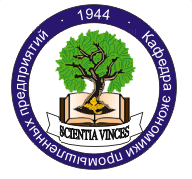 · 1944 ·
Кафедра экономики промышленных предприятий
SCIENTIA VINCES